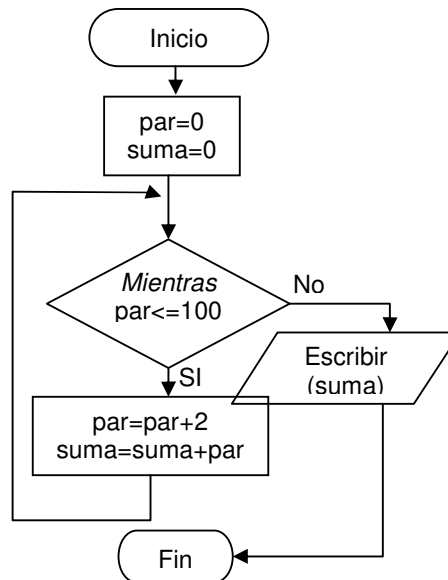 Inicio
par=0
suma=0
Mientras
par<=100
No
Escribir
(suma)
SI
par=par+2
suma=suma+par
Fin